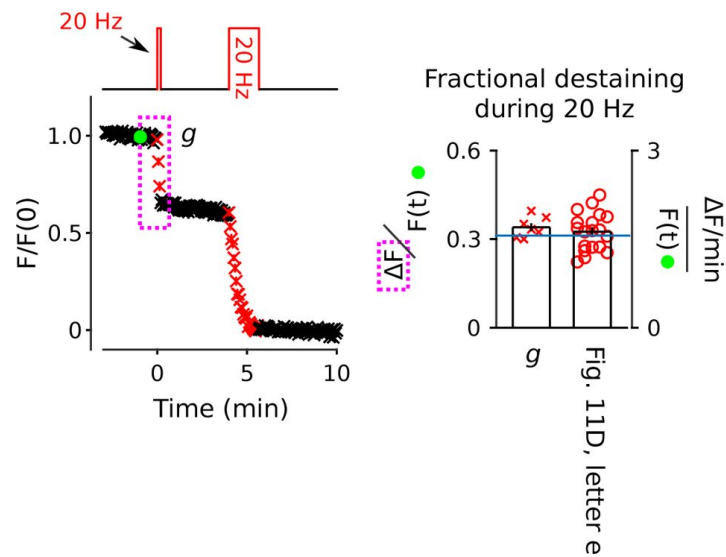 20 Hz
20 Hz
F/F(0)
1.0
0.5
0
g
0
5
10
Time (min)
Fractional destaining
during 20 Hz
ΔF/F(t)
0.6
0.3
0
3
0
ΔF/min
F(t)
g
Fig. 11D, letter e